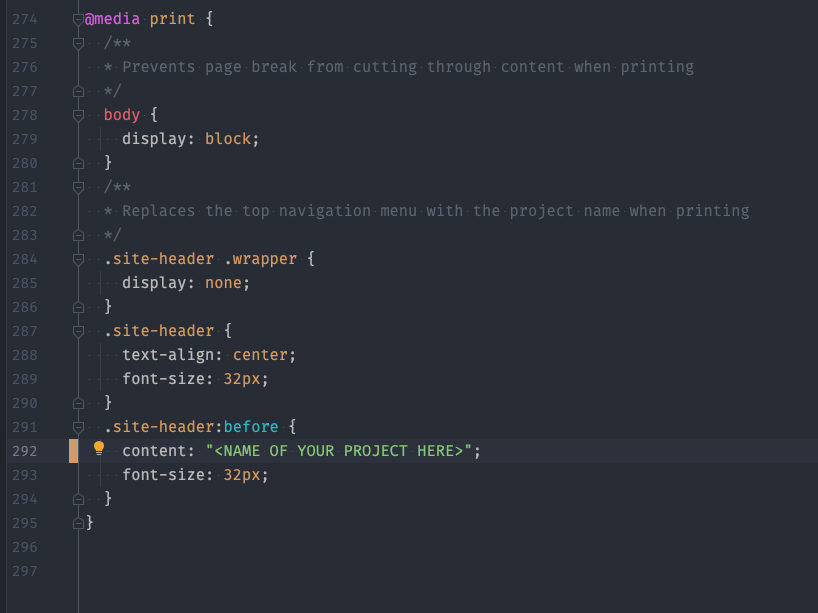 274 @media print {
275 /**
276 * Prevents page break from cutting through content when printing
277 */
278 body {
279 display: block;
280 }
281 /**
282 * Replaces the top navigation menu with the project name when printing
283 */
284 .site-header .wrapper {
285 display: none;
286 }
287 .site-header {
288 text-align: center;
289 font-size: 32px;
290 }
291 .site-header:before {
292 content: "<NAME OF YOUR PROJECT HERE>";
293 font-size: 32px;
294 }
295 }
296
297